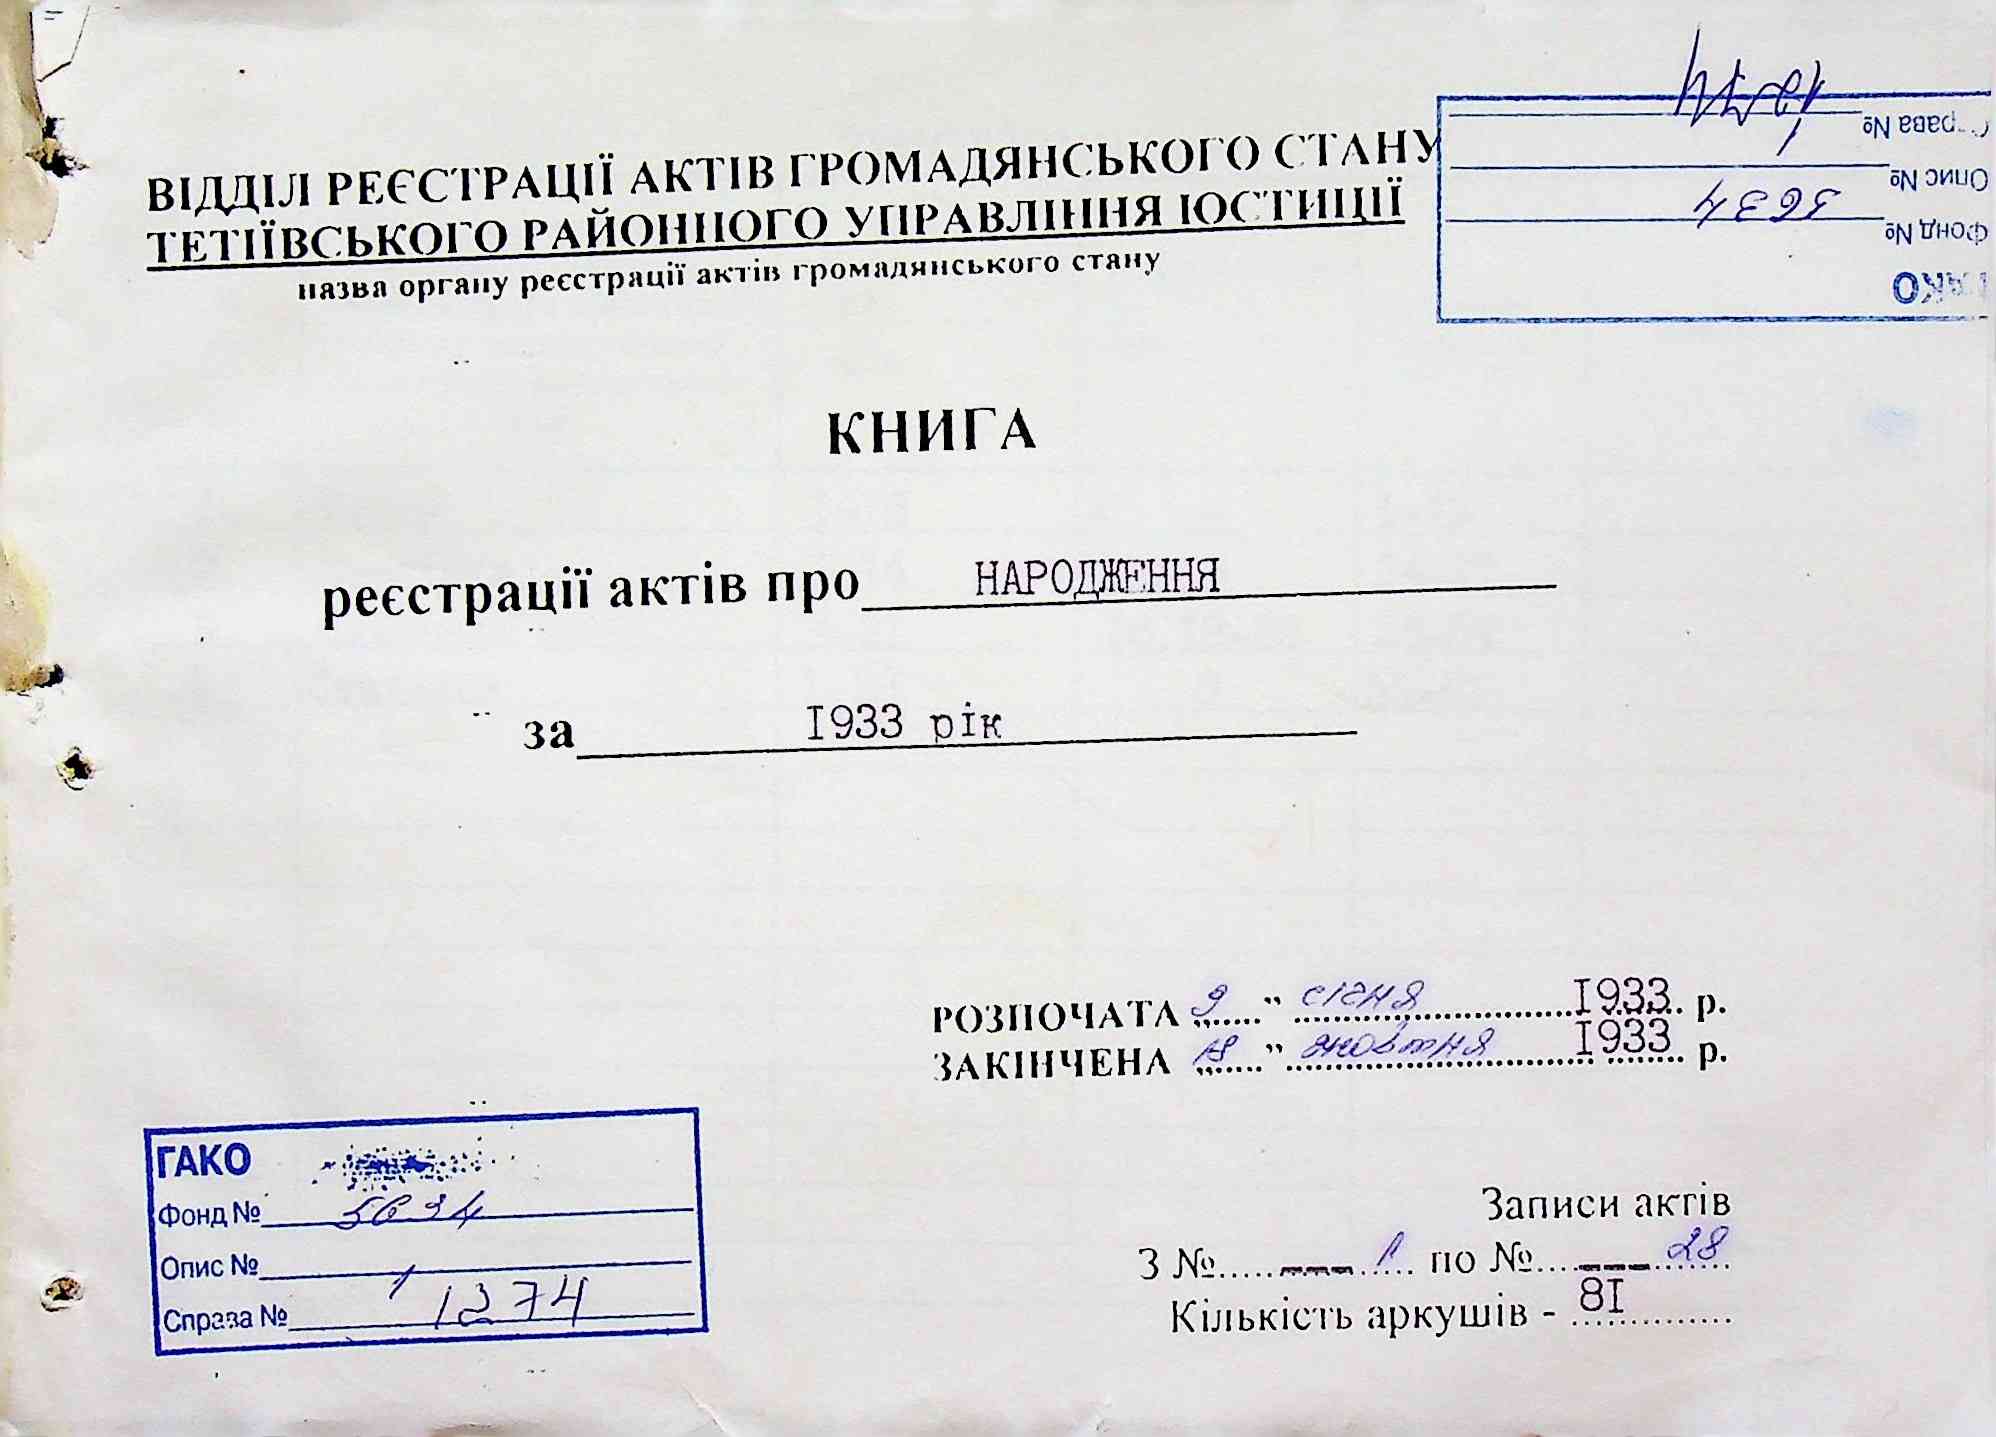 ВІДДІЛ РЕЄСТРАЦІЇ АКТІВ ГРОМАДЯНСЬКОГО СТАНУ
ТЕТІЇВСЬКОГО РАЙОННОГО УПРАВЛІННЯ ЮСТИЦІЇ
назва органу реєстрації актів громадянського стану
ГАКО
Фонд № 5634
Опис № 1
Справа № 1274
КНИГА
реєстрації актів про НАРОДЖЕННЯ
за I933 рік
РОЗПОЧАТА „9” січня I933 р.
ЗАКІНЧЕНА „18” жовтня I933 р.
Записи актів
З №..... --- 1 по №.... --- 28
Кількість аркушів - 8I
ГАКО
Фонд № 5634
Опис № 1
Справа № 1274